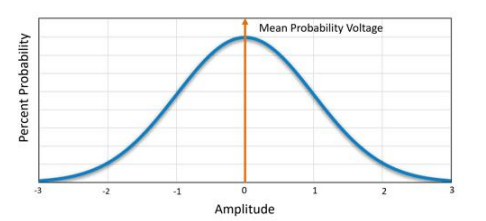 Mean Probability Voltage
Percent Probability
-3 -2 -1 0 1 2 3
Amplitude